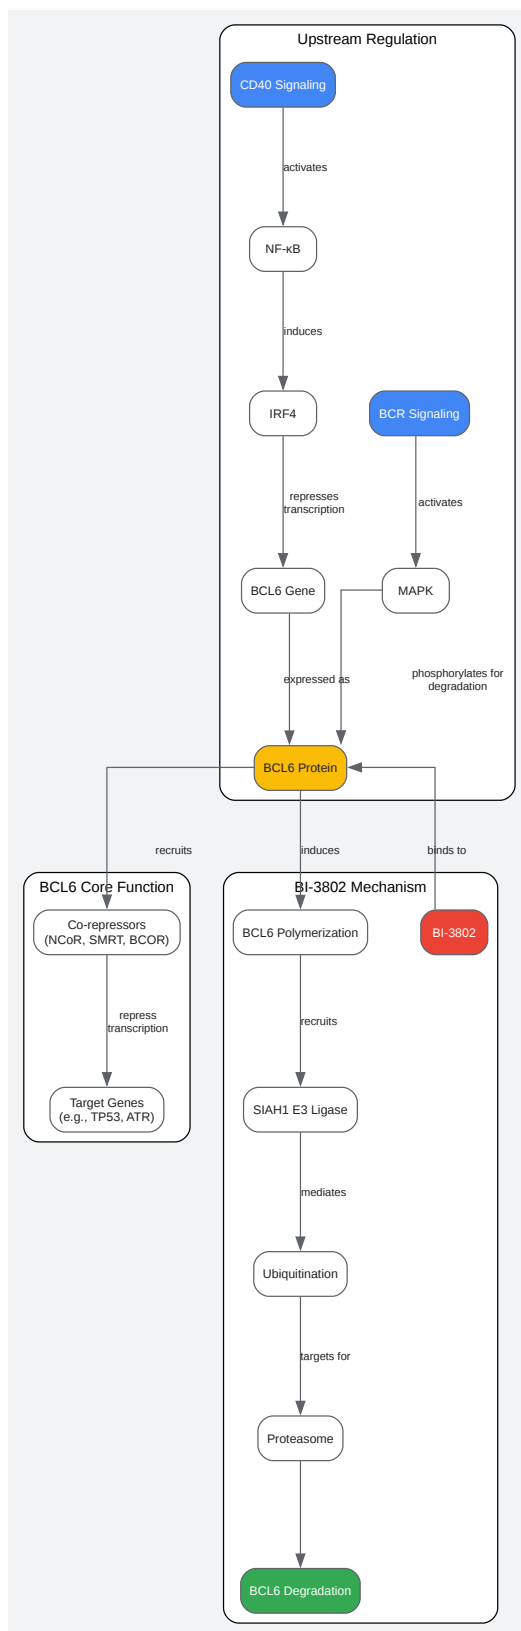 Upstream Regulation
CD40 Signaling
activates
NF-κB
induces
IRF4
BCR Signaling
represses
transcription
activates
BCL6 Gene
MAPK
expressed as
phosphorylates for
degradation
BCL6 Protein
recruits
induces
binds to
BCL6 Core Function
BI-3802 Mechanism
Co-repressors
(NCoR, SMRT, BCOR)
BCL6 Polymerization
BI-3802
repress
transcription
recruits
Target Genes
(e.g., TP53, ATR)
SIAH1 E3 Ligase
mediates
Ubiquitination
targets for
Proteasome
BCL6 Degradation